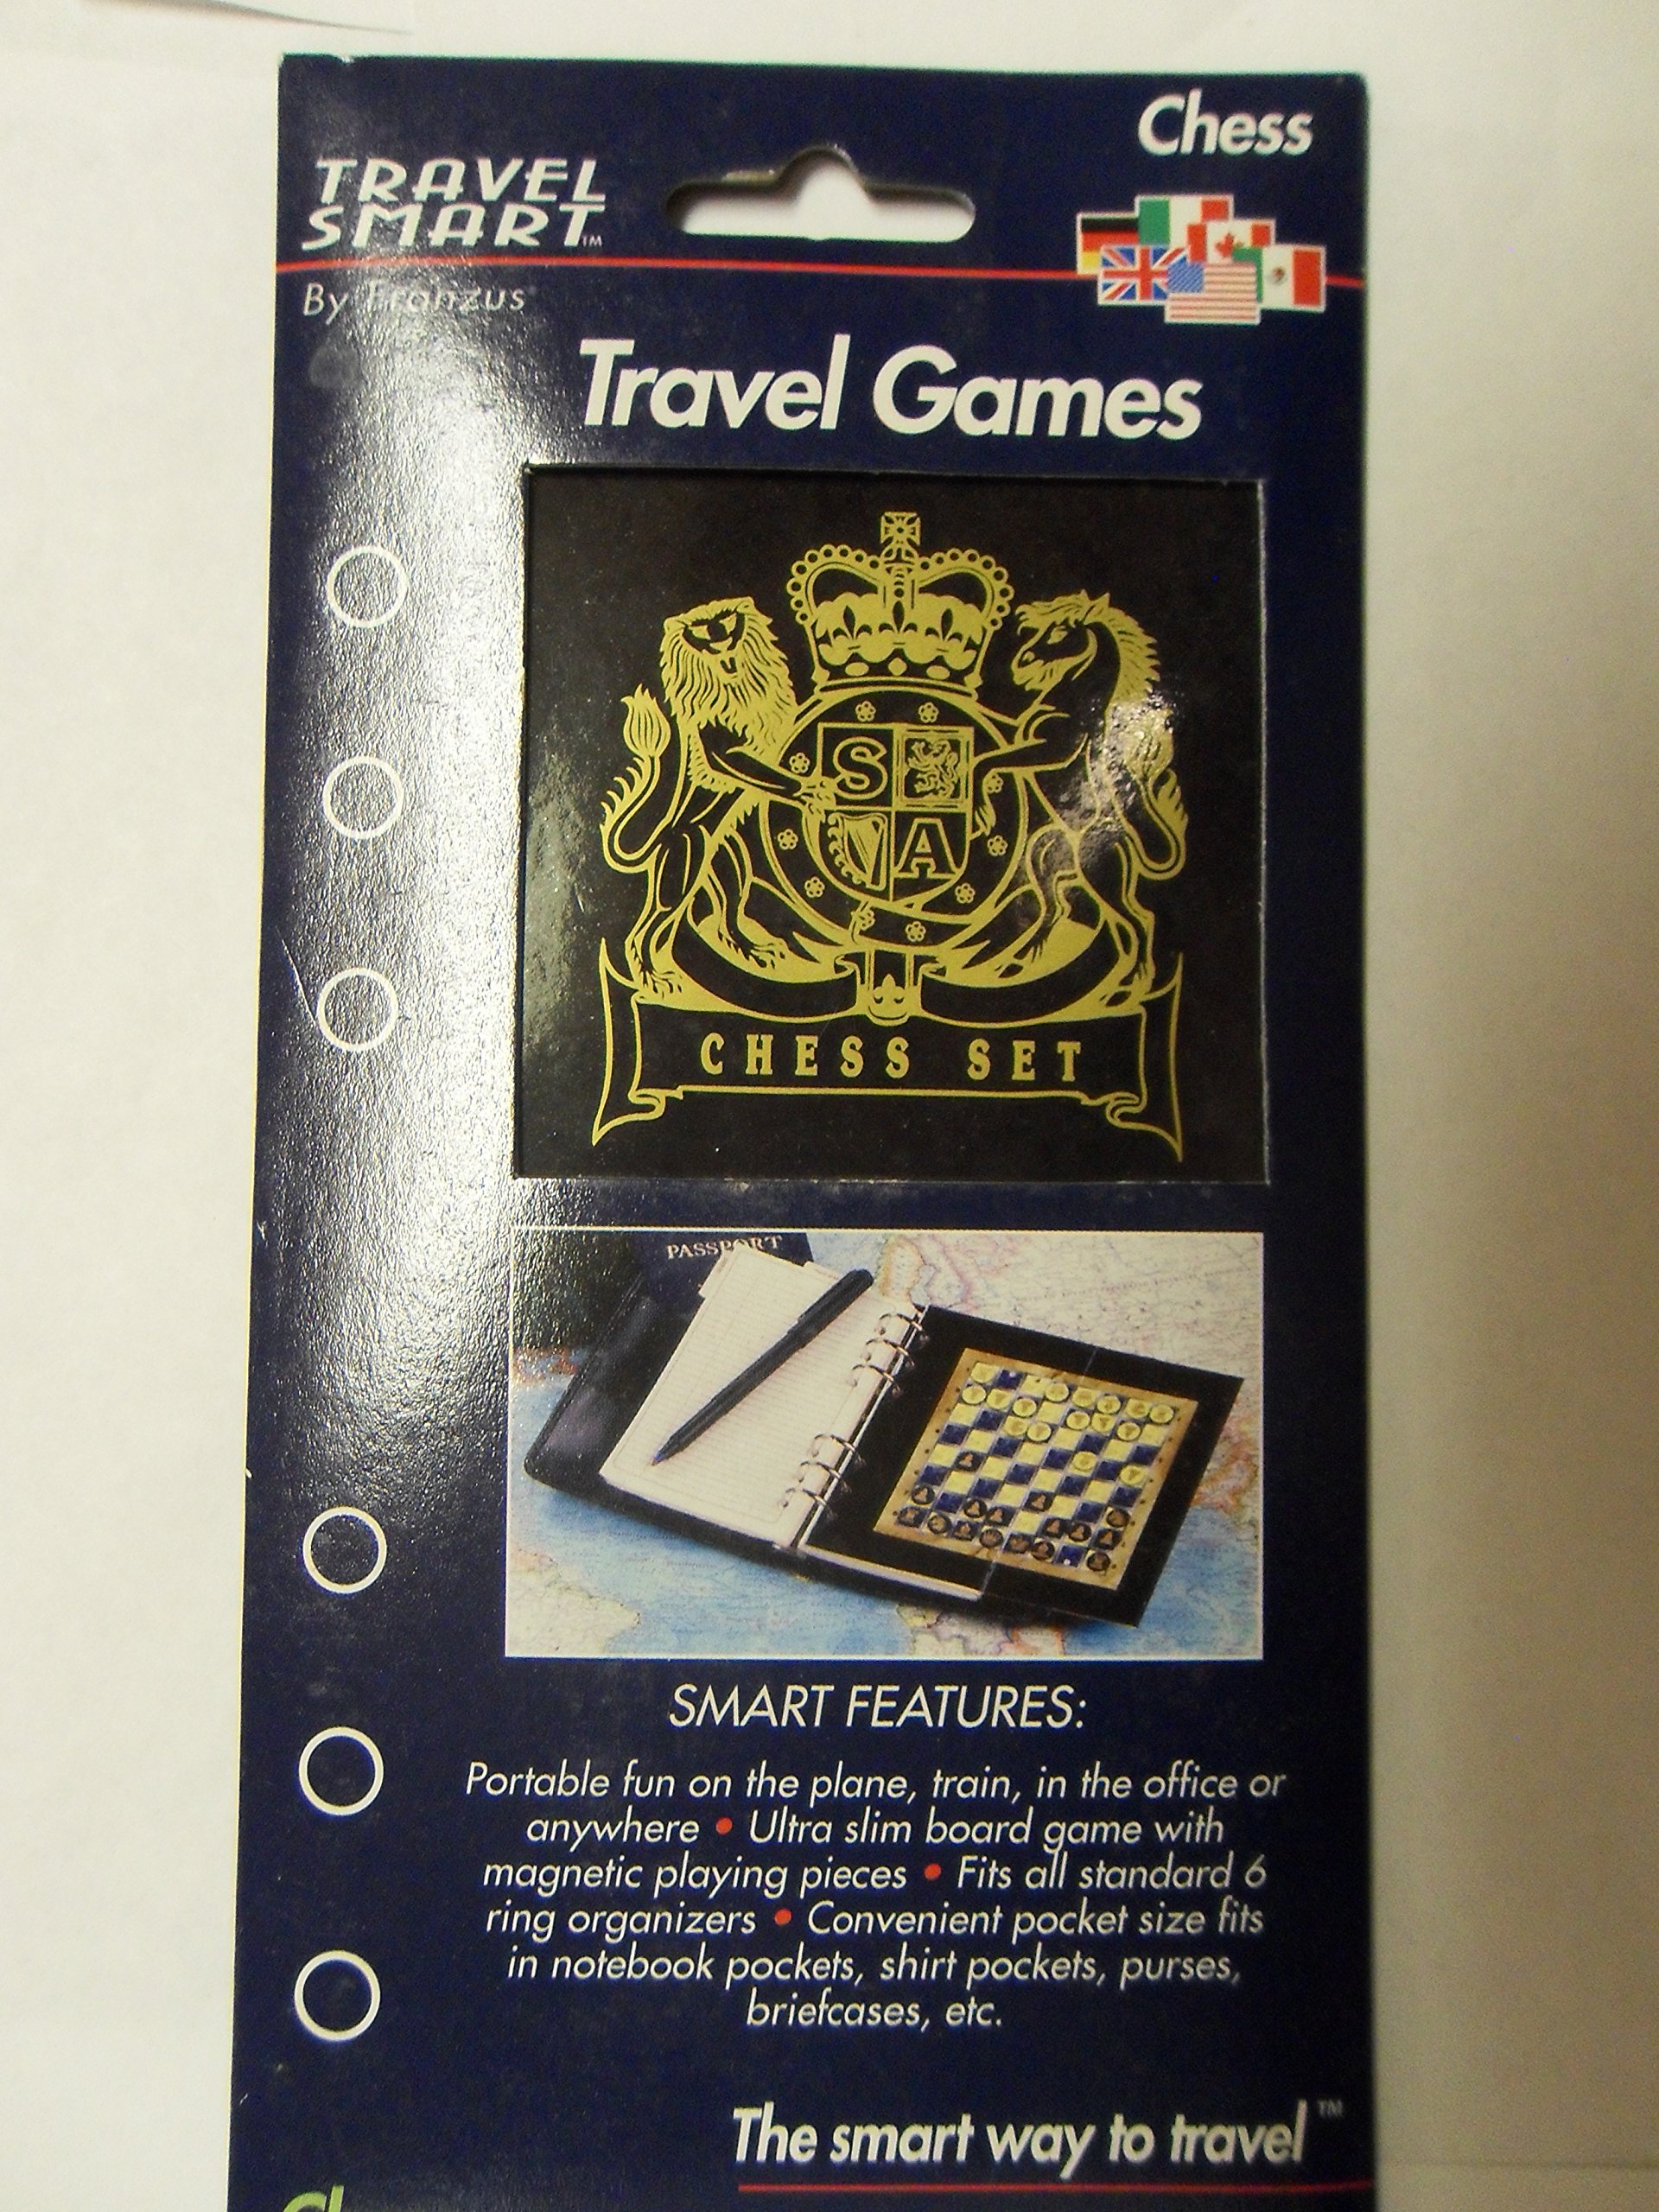 Chess
TRAVEL
SMART™
By Franzus
Travel Games
S
A
CHESS SET
PASSPORT
SMART FEATURES:
Portable fun on the plane, train, in the office or
anywhere • Ultra slim board game with
magnetic playing pieces • Fits all standard 6
ring organizers • Convenient pocket size fits
in notebook pockets, shirt pockets, purses,
briefcases, etc.
The smart way to travel™